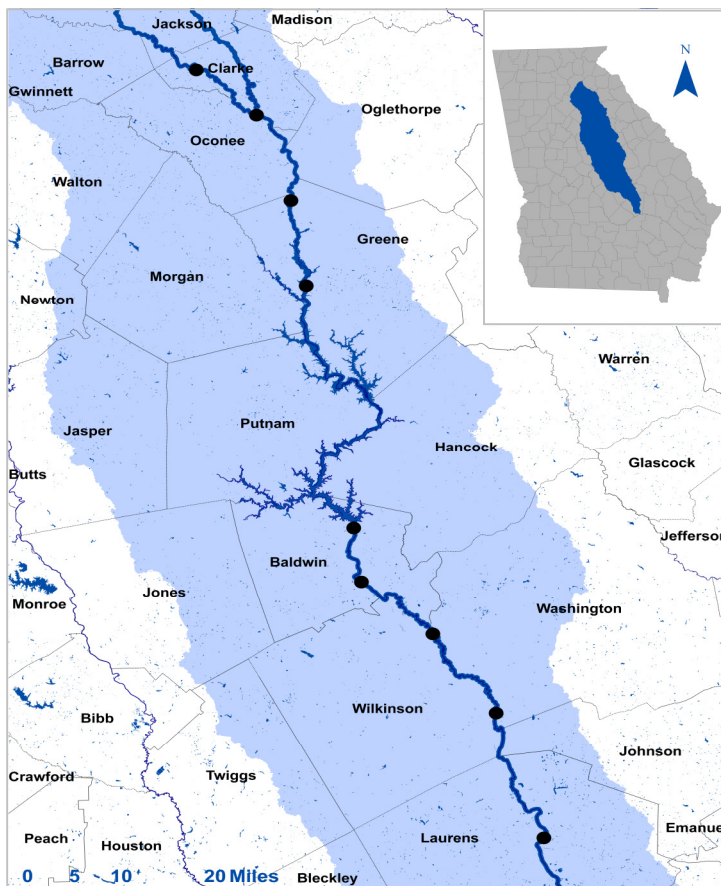 Madison
Jackson
N
Barrow
Clarke
Gwinnett
Oglethorpe
Oconee
Walton
Greene
Morgan
Newton
Warren
Putnam
Jasper
Hancock
Glascock
Butts
Jefferson
Baldwin
Jones
Monroe
Washington
Wilkinson
Bibb
Johnson
Crawford
Twiggs
Emanue
Peach
Houston
Laurens
0 5 10 20 Miles
Bleckley